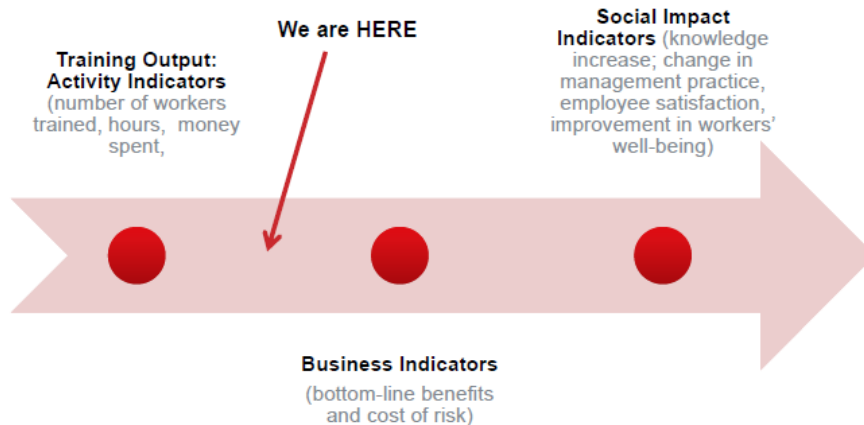 Training Output:
Activity Indicators
(number of workers
trained, hours, money
spent,
We are HERE
Social Impact
Indicators (knowledge
increase; change in
management practice,
employee satisfaction,
improvement in workers'
well-being)
Business Indicators
(bottom-line benefits
and cost of risk)